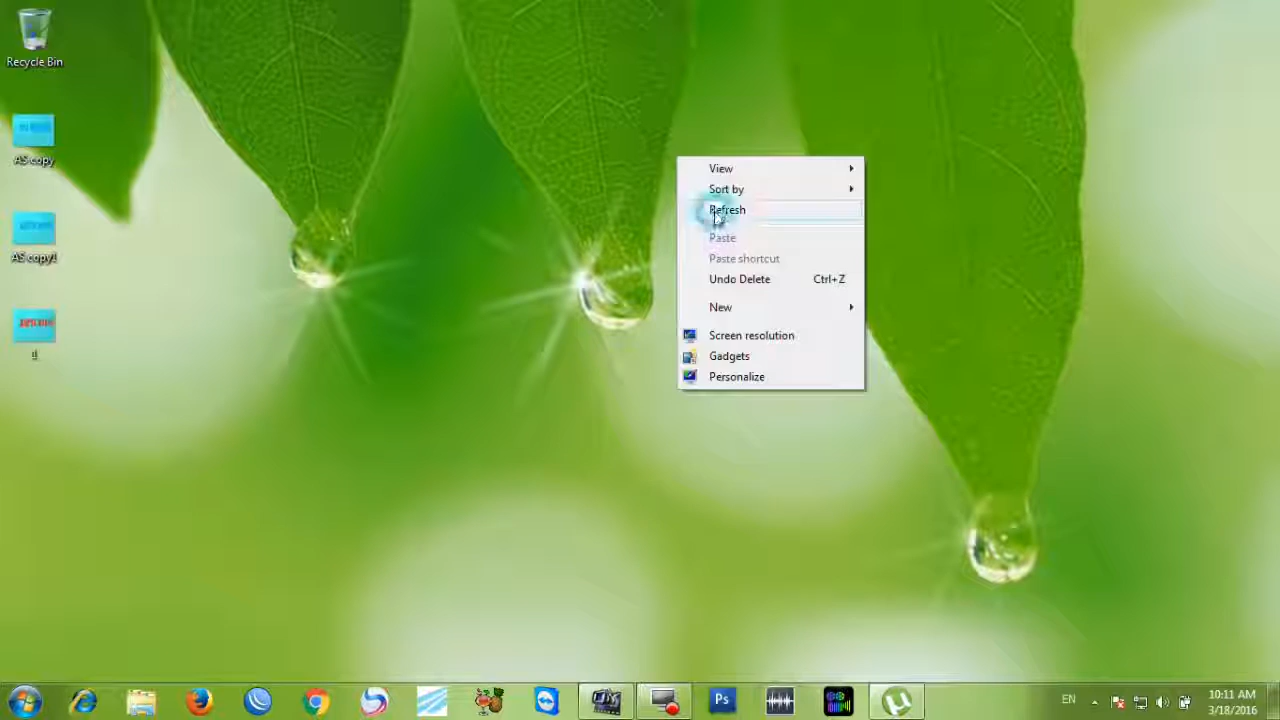 Recycle Bin
AS copy
AS copy!
d
View
Sort by
Refresh
Paste
Paste shortcut
Undo Delete Ctrl+Z
New
Screen resolution
Gadgets
Personalize
Ps
EN
10:11 AM
3/18/2016